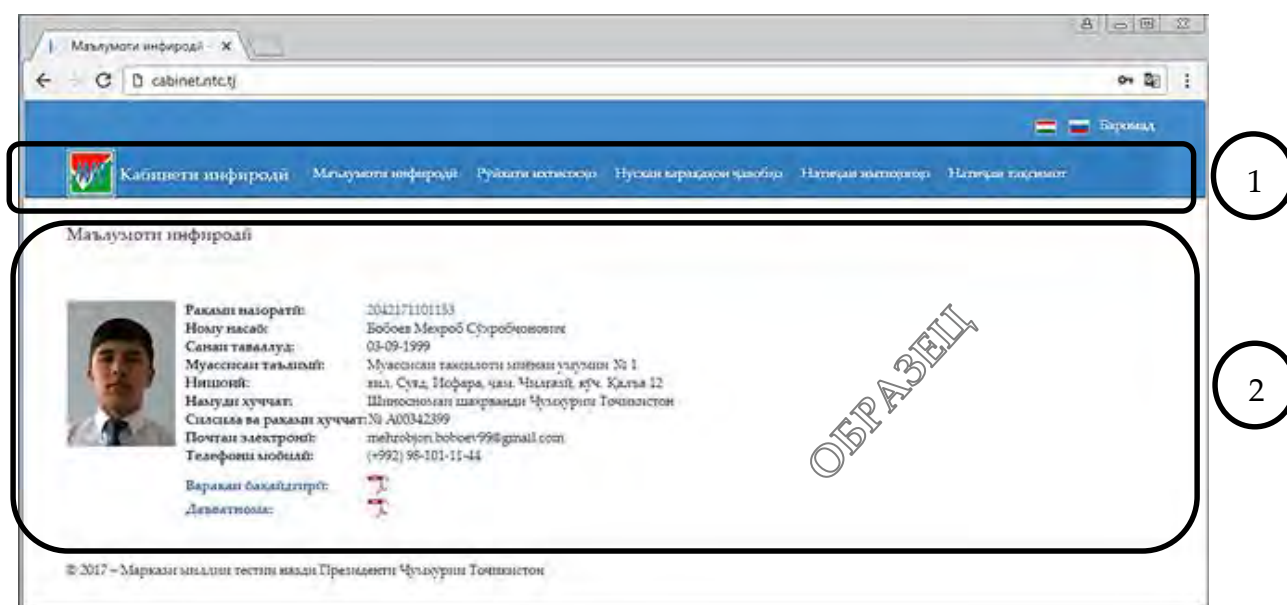 Маълумоти инфиродӣ
cabinet.ntc.tj
Баромад
Кабинети инфиродӣ Маълумоти инфиродӣ Рӯйхати ихтисосҳо Нусхаи варақаҳои ҷавобҳо Натиҷаи имтиҳонҳо Натиҷаи тақсимот
1
Маълумоти инфиродӣ
Рақами назоратӣ: 2042171101153
Ному насаб: Бобоев Меҳроб Сӯҳробҷонович
Санаи таваллуд: 03-09-1999
Муассисаи таълимӣ: Муассисаи таҳсилоти миёнаи умумии № 1
Нишонӣ: вил. Суғд, Исфара, ҷам. Чилгазӣ, кӯч. Қалъа 12
Намуди ҳуҷҷат: Шиносномаи шаҳрванди Ҷумҳурии Тоҷикистон
Силсила ва рақами ҳуҷҷат: № А00342399
Почтаи электронӣ: mehrobjon.boboev99@gmail.com
Телефони мобилӣ: (+992) 98-101-11-44
Варақаи бақайдгирӣ:
Даъватнома:
ОБРАЗЕЦ
2
© 2017 – Маркази миллии тестии назди Президенти Ҷумҳурии Тоҷикистон